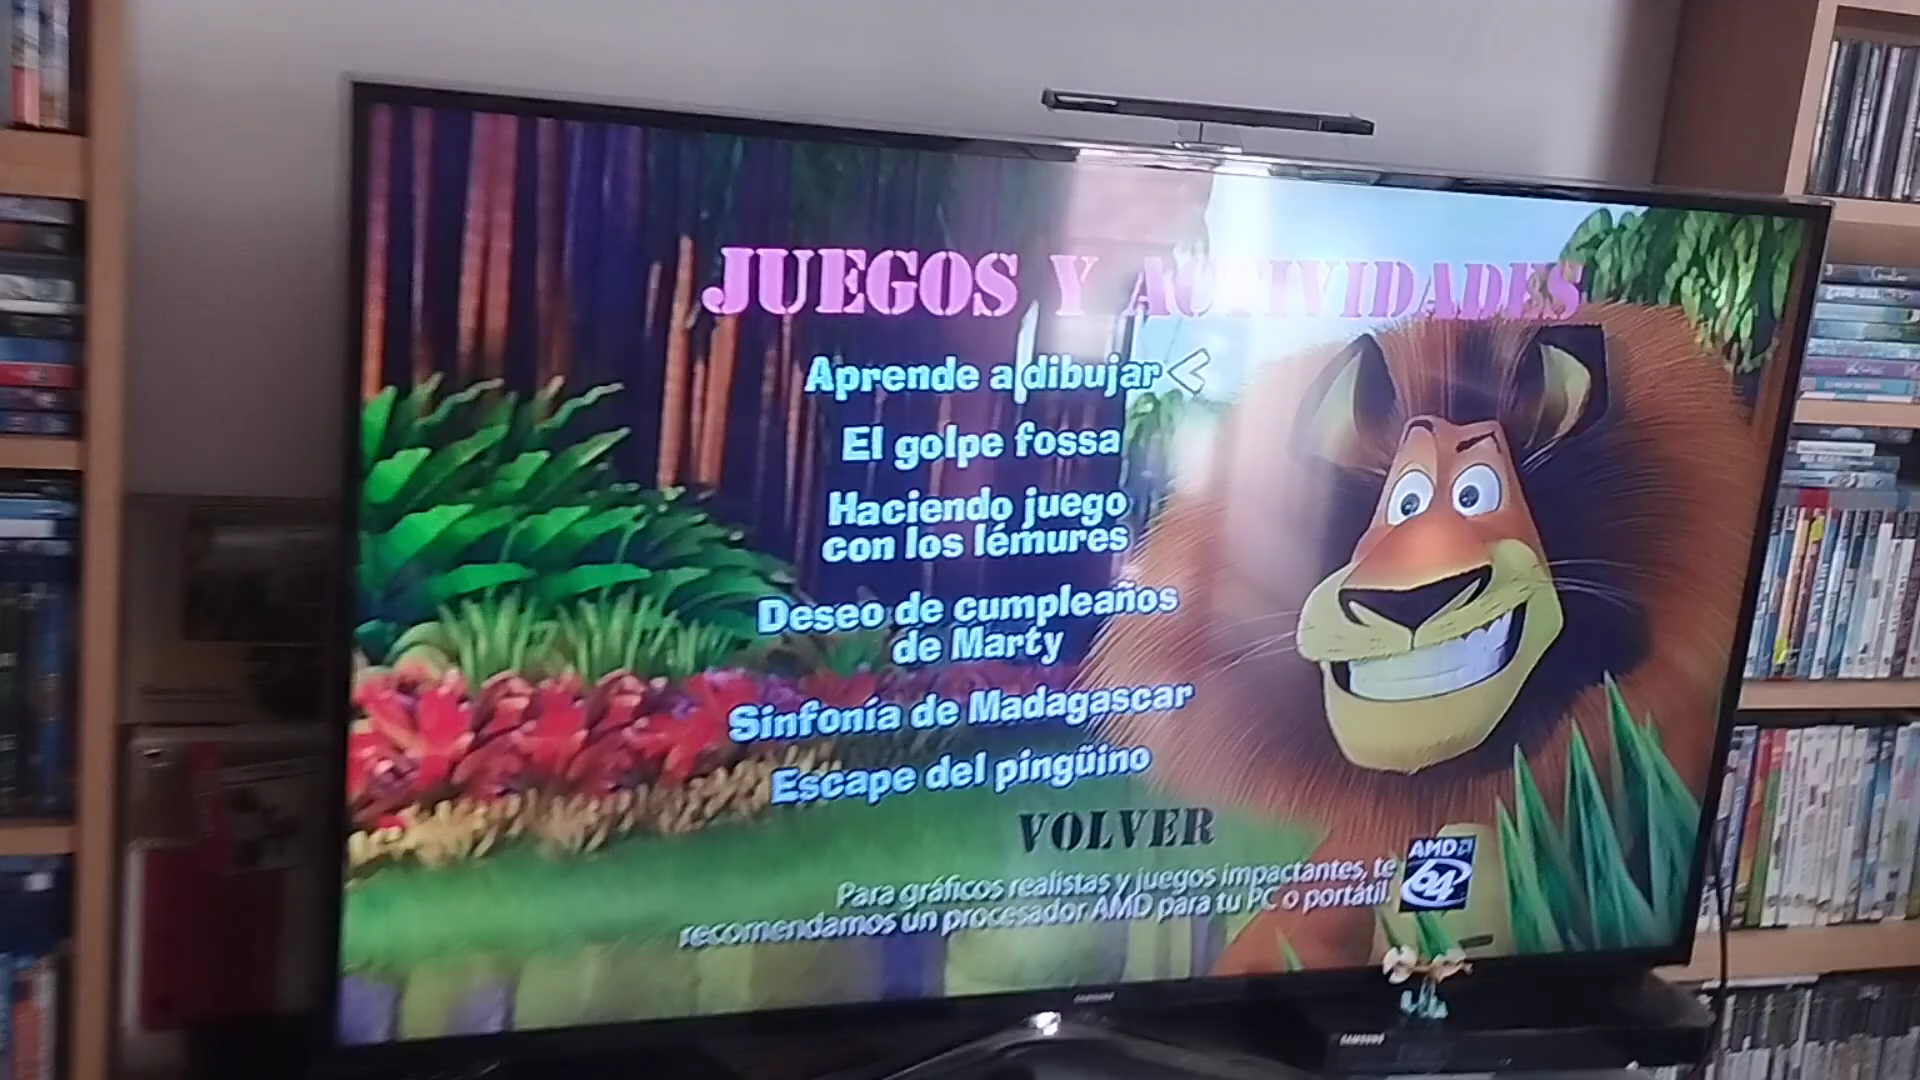 JUEGOS Y ACTIVIDADES
Aprende a dibujar
El golpe fossa
Haciendo juego
con los lémures
Deseo de cumpleaños
de Marty
Sinfonía de Madagascar
Escape del pingüino
VOLVER
Para gráficos realistas y juegos impactantes, te
recomendamos un procesador AMD para tu PC o portátil.
AMD
64
SAMSUNG
SAMSUNG